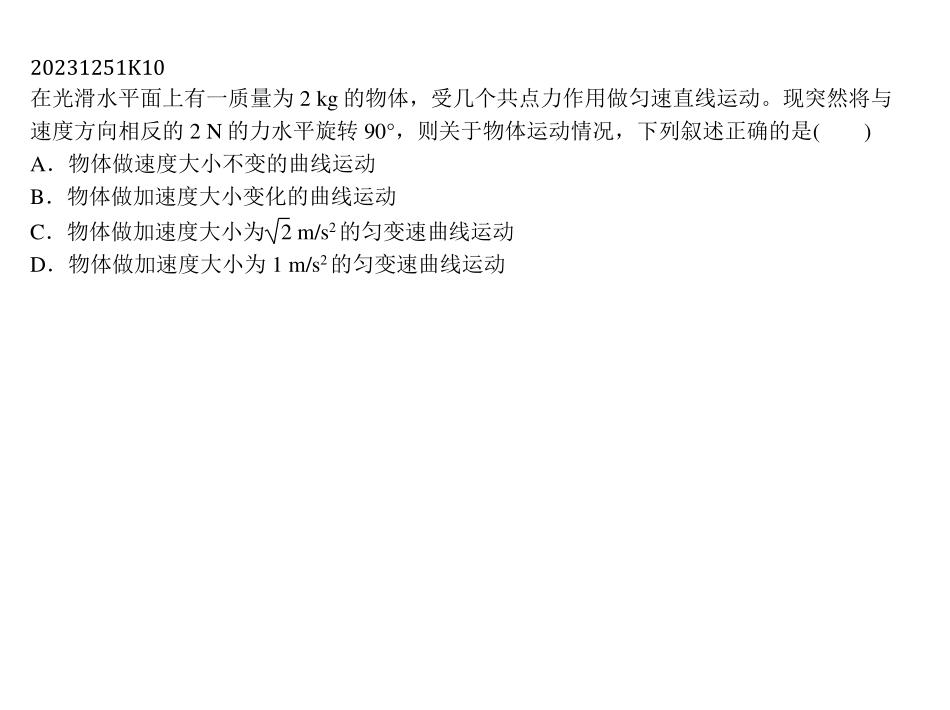 20231251K10
在光滑水平面上有一质量为 2 kg 的物体，受几个共点力作用做匀速直线运动。现突然将与
速度方向相反的 2 N 的力水平旋转 90°，则关于物体运动情况，下列叙述正确的是(　　)
A．物体做速度大小不变的曲线运动
B．物体做加速度大小变化的曲线运动
C．物体做加速度大小为√2 m/s²的匀变速曲线运动
D．物体做加速度大小为 1 m/s²的匀变速曲线运动